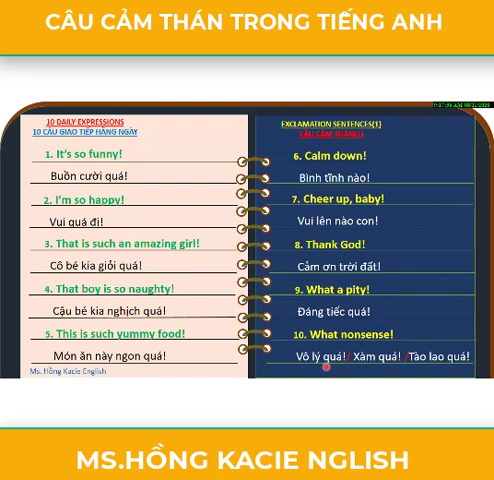 CÂU CẢM THÁN TRONG TIẾNG ANH
10 DAILY EXPRESSIONS
10 CÂU GIAO TIẾP HÀNG NGÀY
1. It's so funny!
Buồn cười quá!
2. I'm so happy!
Vui quá đi!
3. That is such an amazing girl!
Cô bé kia giỏi quá!
4. That boy is so naughty!
Cậu bé kia nghịch quá!
5. This is such yummy food!
Món ăn này ngon quá!
Ms. Hồng Kacie English
EXCLAMATION SENTENCES(1)
CÂU CẢM THÁN(1)
6. Calm down!
Bình tĩnh nào!
7. Cheer up, baby!
Vui lên nào con!
8. Thank God!
Cảm ơn trời đất!
9. What a pity!
Đáng tiếc quá!
10. What nonsense!
Vô lý quá!/ Xàm quá! /Tào lao quá!
MS.HỒNG KACIE NGLISH